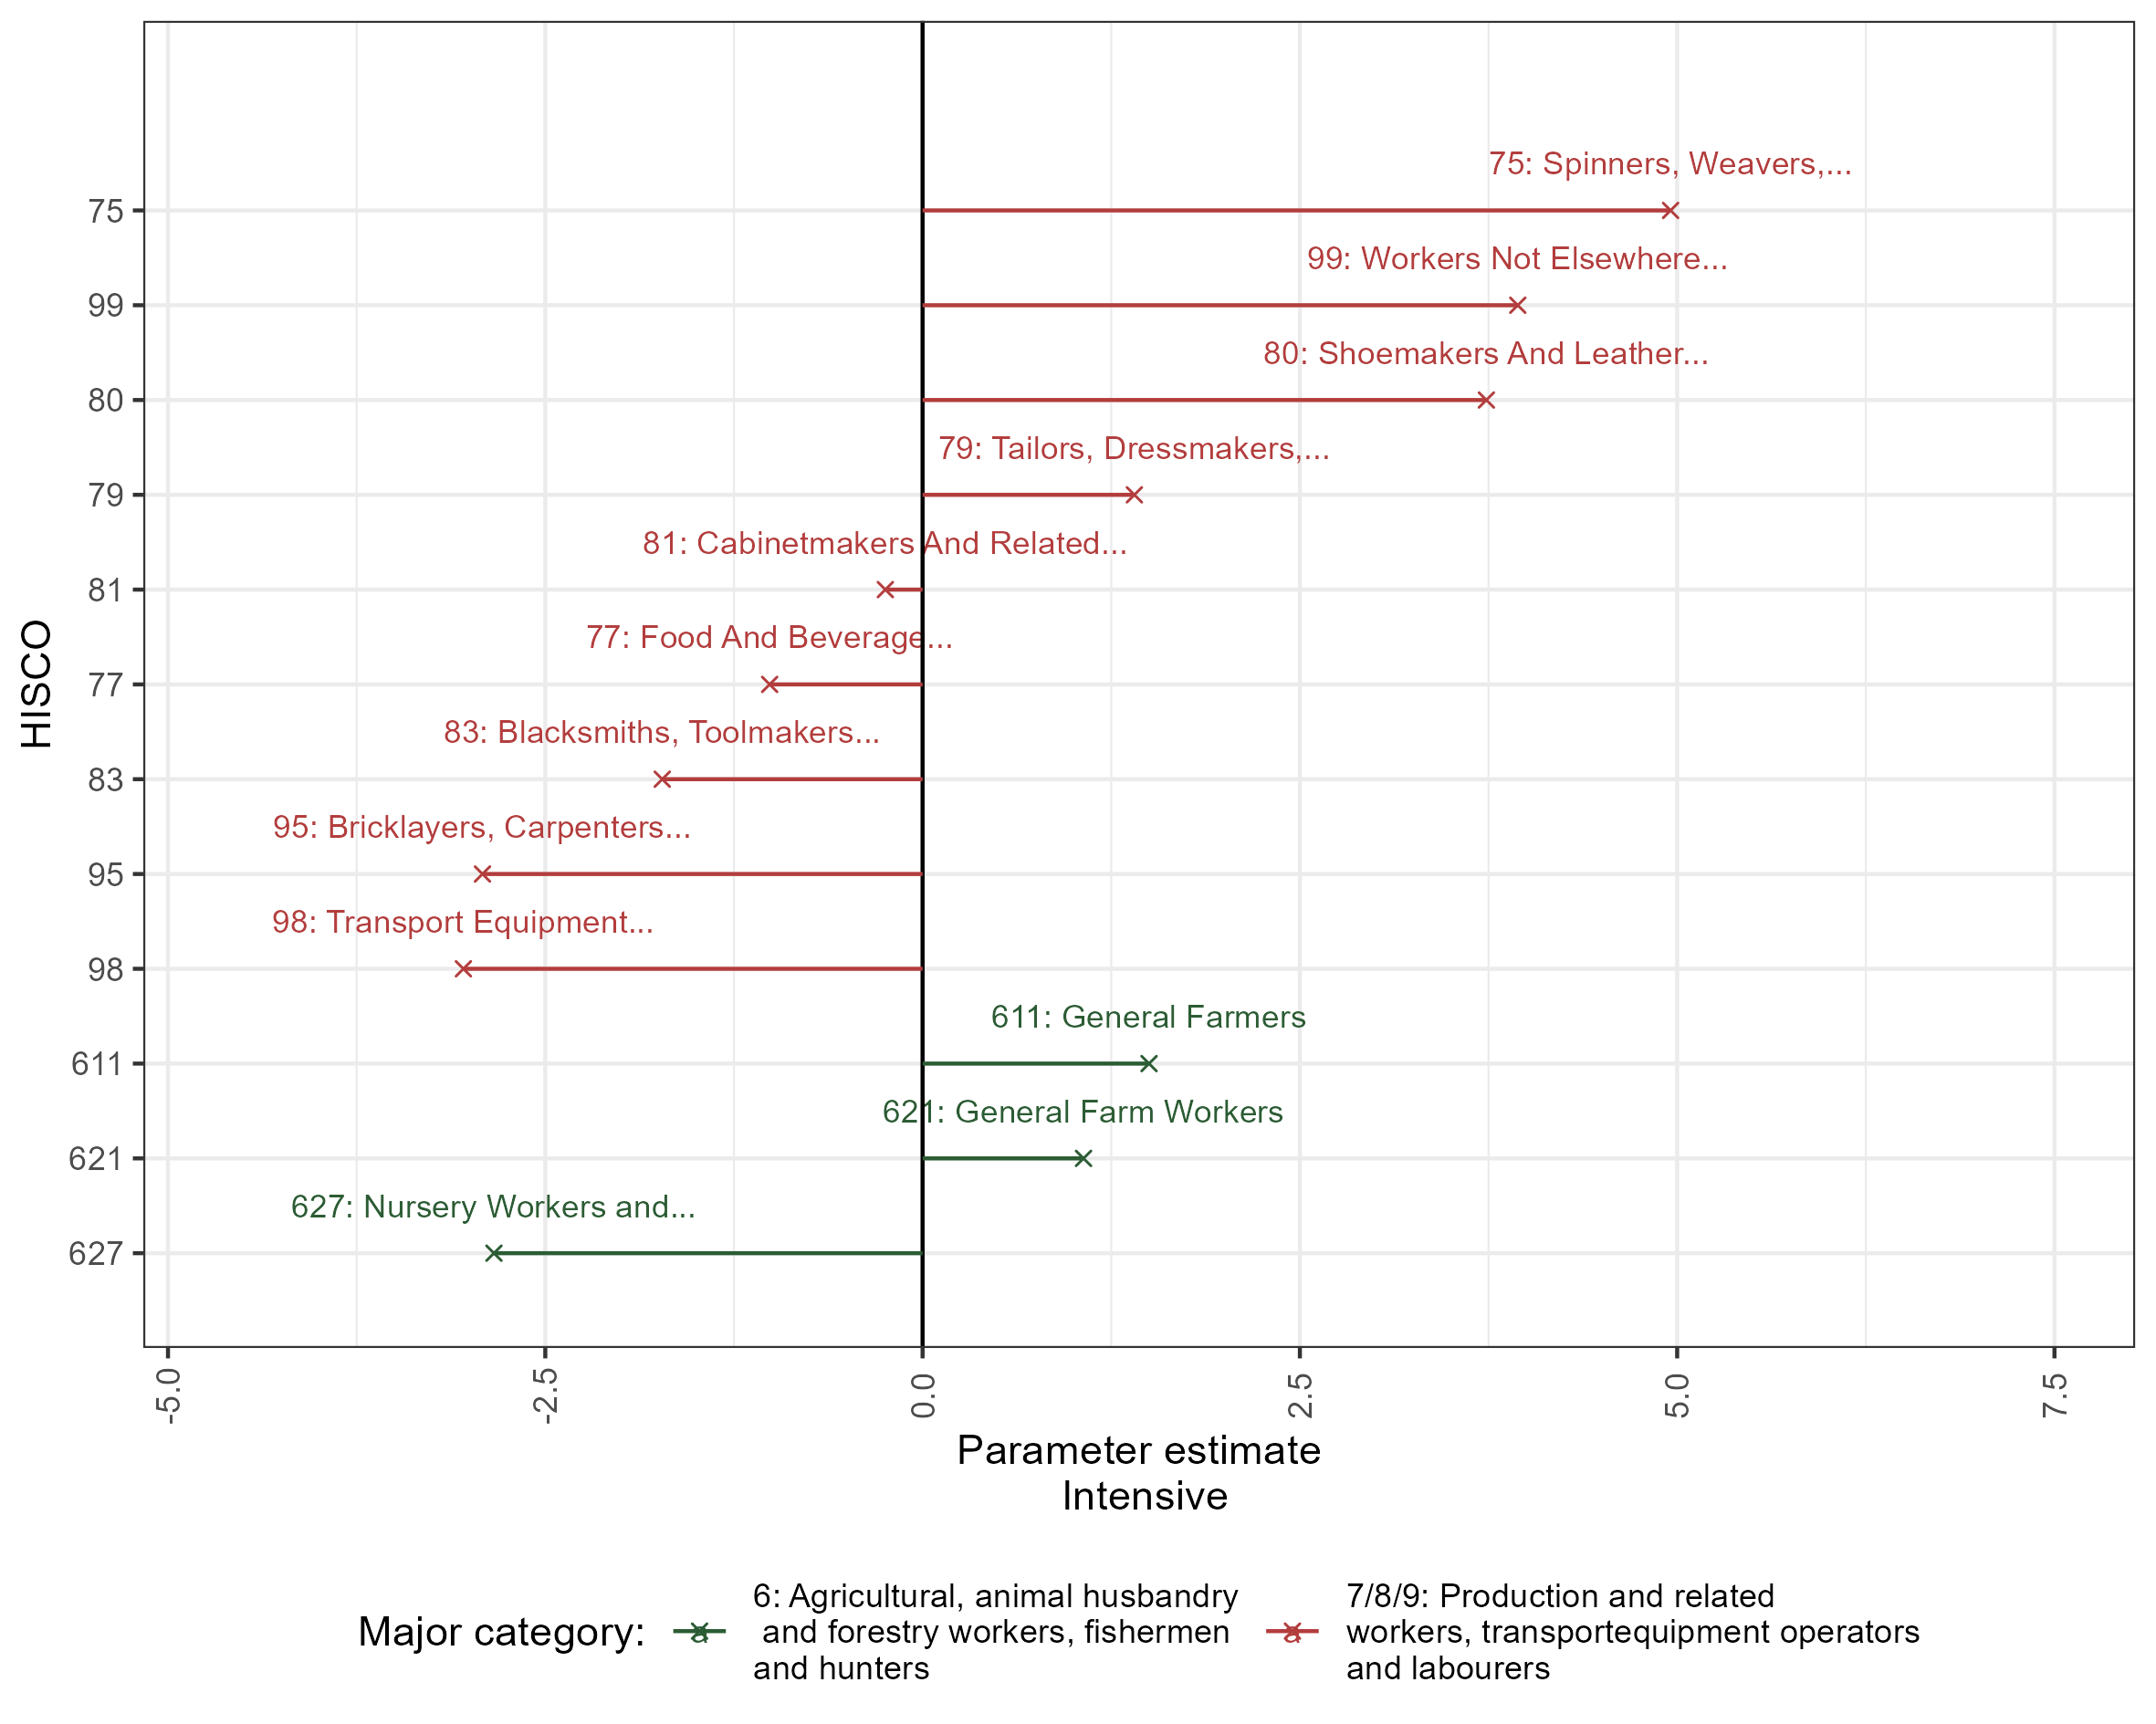 75: Spinners, Weavers,...
75
99: Workers Not Elsewhere...
99
80: Shoemakers And Leather...
80
79: Tailors, Dressmakers,...
79
81: Cabinetmakers And Related...
81
77: Food And Beverage...
77
83: Blacksmiths, Toolmakers...
83
95: Bricklayers, Carpenters...
95
98: Transport Equipment...
98
611: General Farmers
611
621: General Farm Workers
621
627: Nursery Workers and...
627
HISCO
-5.0 -2.5 0.0 2.5 5.0 7.5
Parameter estimate
Intensive
Major category:
6: Agricultural, animal husbandry
and forestry workers, fishermen
and hunters
7/8/9: Production and related
workers, transportequipment operators
and labourers